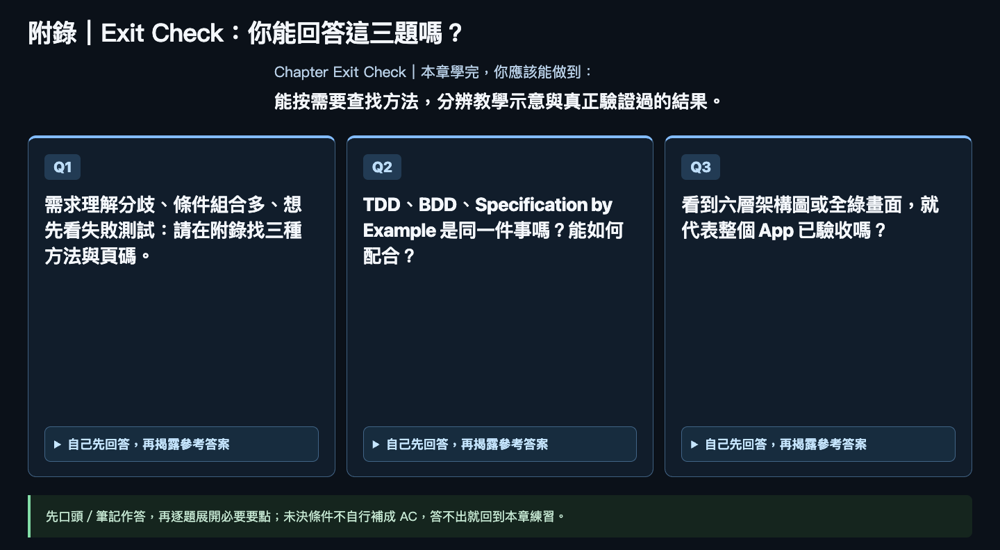 附錄｜Exit Check：你能回答這三題嗎？
Chapter Exit Check｜本章學完，你應該能做到：
能按需要查找方法，分辨教學示意與真正驗證過的結果。
Q1
需求理解分歧、條件組合多、想
先看失敗測試：請在附錄找三種
方法與頁碼。
▶ 自己先回答，再揭露參考答案
Q2
TDD、BDD、Specification by
Example 是同一件事嗎？能如何
配合？
▶ 自己先回答，再揭露參考答案
Q3
看到六層架構圖或全綠畫面，就
代表整個 App 已驗收嗎？
▶ 自己先回答，再揭露參考答案
先口頭 / 筆記作答，再逐題展開必要要點；未決條件不自行補成 AC，答不出就回到本章練習。